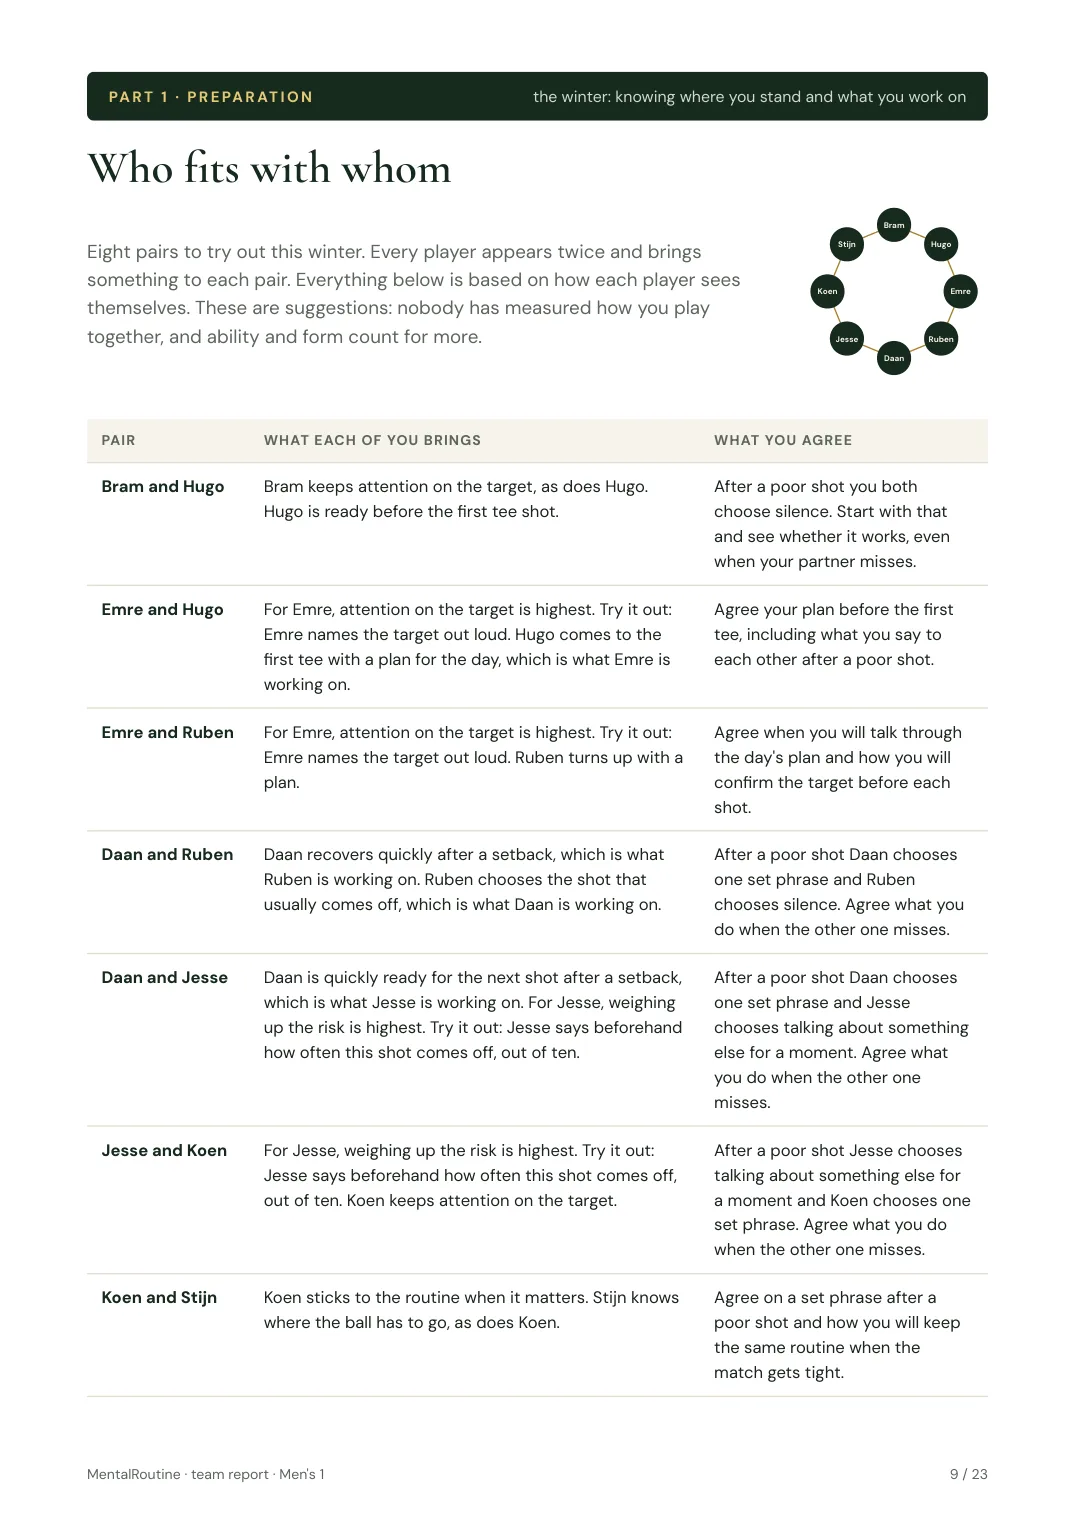 PART 1 · PREPARATION
the winter: knowing where you stand and what you work on
Who fits with whom
Eight pairs to try out this winter. Every player appears twice and brings
something to each pair. Everything below is based on how each player sees
themselves. These are suggestions: nobody has measured how you play
together, and ability and form count for more.
Bram
Stijn
Hugo
Koen
Emre
Jesse
Ruben
Daan
PAIR
WHAT EACH OF YOU BRINGS
WHAT YOU AGREE
Bram and Hugo
Bram keeps attention on the target, as does Hugo.
Hugo is ready before the first tee shot.
After a poor shot you both
choose silence. Start with that
and see whether it works, even
when your partner misses.
Emre and Hugo
For Emre, attention on the target is highest. Try it out:
Emre names the target out loud. Hugo comes to the
first tee with a plan for the day, which is what Emre is
working on.
Agree your plan before the first
tee, including what you say to
each other after a poor shot.
Emre and Ruben
For Emre, attention on the target is highest. Try it out:
Emre names the target out loud. Ruben turns up with a
plan.
Agree when you will talk through
the day's plan and how you will
confirm the target before each
shot.
Daan and Ruben
Daan recovers quickly after a setback, which is what
Ruben is working on. Ruben chooses the shot that
usually comes off, which is what Daan is working on.
After a poor shot Daan chooses
one set phrase and Ruben
chooses silence. Agree what you
do when the other one misses.
Daan and Jesse
Daan is quickly ready for the next shot after a setback,
which is what Jesse is working on. For Jesse, weighing
up the risk is highest. Try it out: Jesse says beforehand
how often this shot comes off, out of ten.
After a poor shot Daan chooses
one set phrase and Jesse
chooses talking about something
else for a moment. Agree what
you do when the other one
misses.
Jesse and Koen
For Jesse, weighing up the risk is highest. Try it out:
Jesse says beforehand how often this shot comes off,
out of ten. Koen keeps attention on the target.
After a poor shot Jesse chooses
talking about something else for
a moment and Koen chooses one
set phrase. Agree what you do
when the other one misses.
Koen and Stijn
Koen sticks to the routine when it matters. Stijn knows
where the ball has to go, as does Koen.
Agree on a set phrase after a
poor shot and how you will keep
the same routine when the
match gets tight.
MentalRoutine · team report · Men's 1
9 / 23